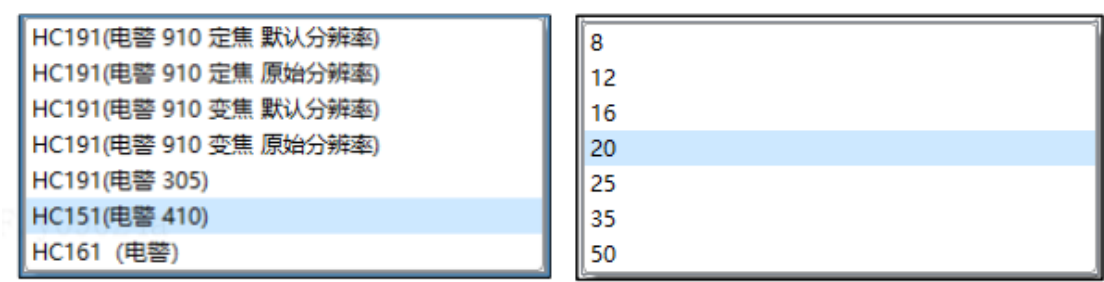 HC191(电警 910 定焦 默认分辨率)
HC191(电警 910 定焦 原始分辨率)
HC191(电警 910 变焦 默认分辨率)
HC191(电警 910 变焦 原始分辨率)
HC191(电警 305)
HC151(电警 410)
HC161 (电警)
8
12
16
20
25
35
50